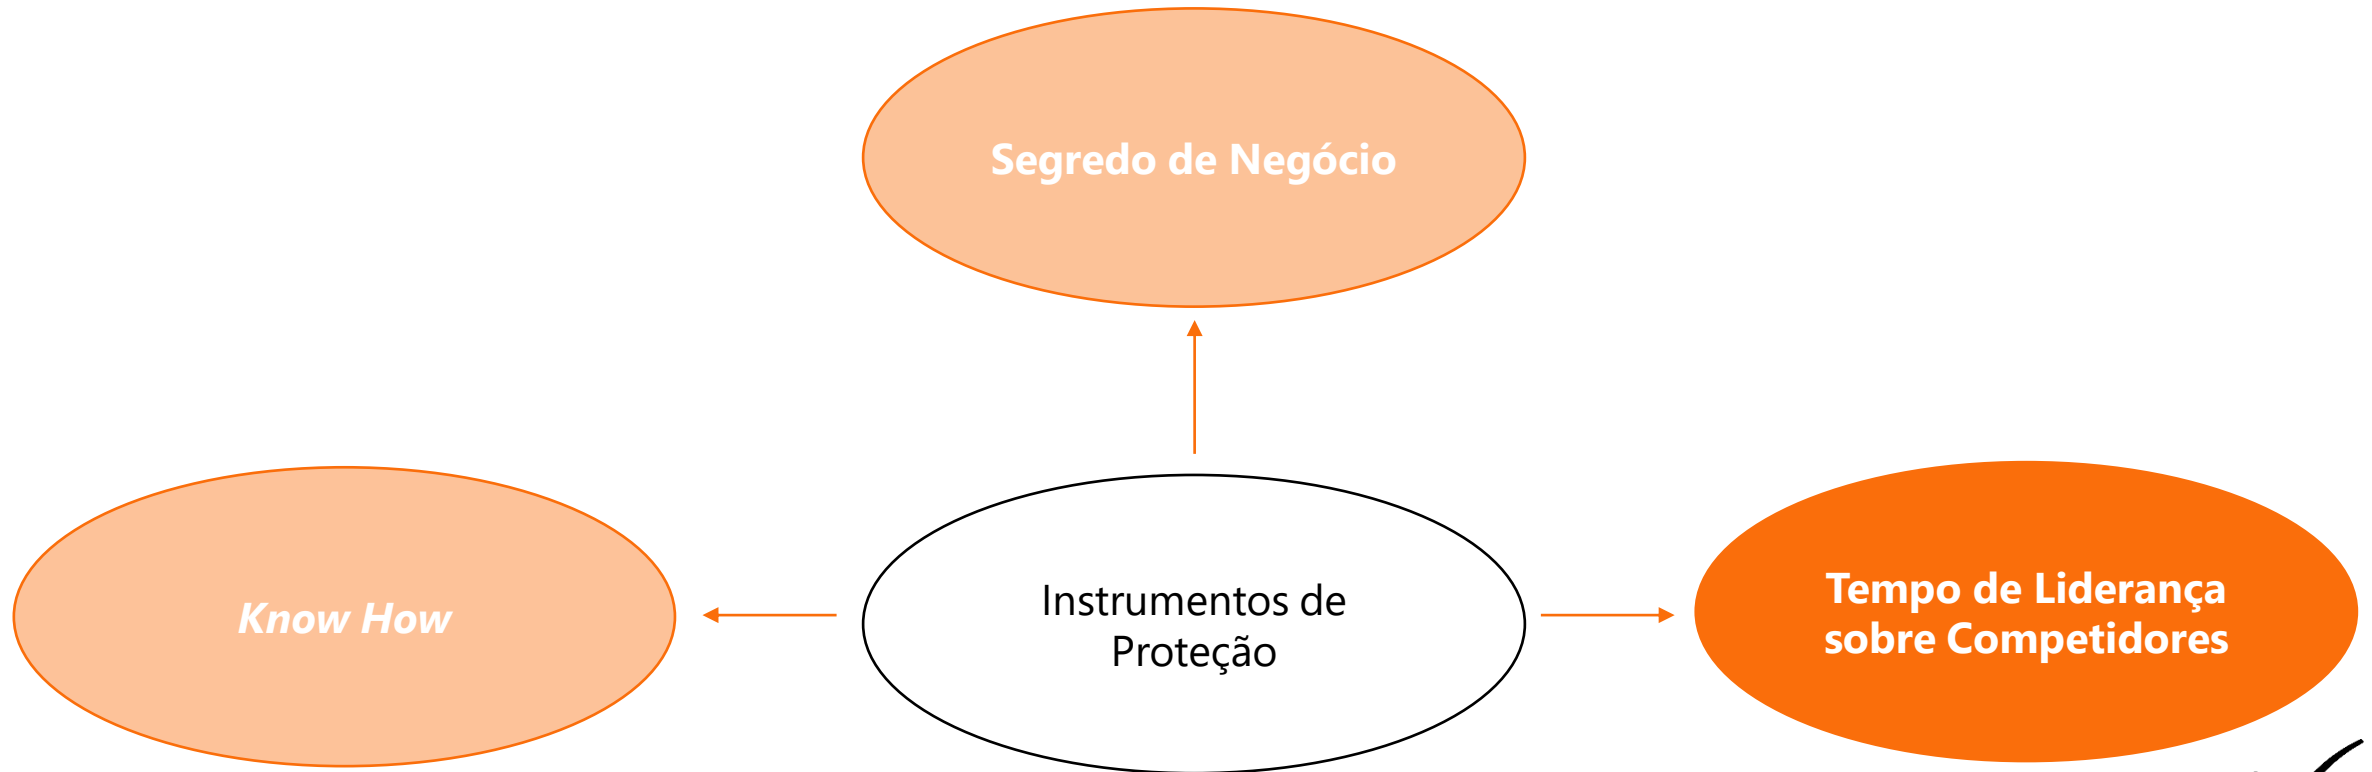 Segredo de Negócio
Know How
Instrumentos de
Proteção
Tempo de Liderança
sobre Competidores